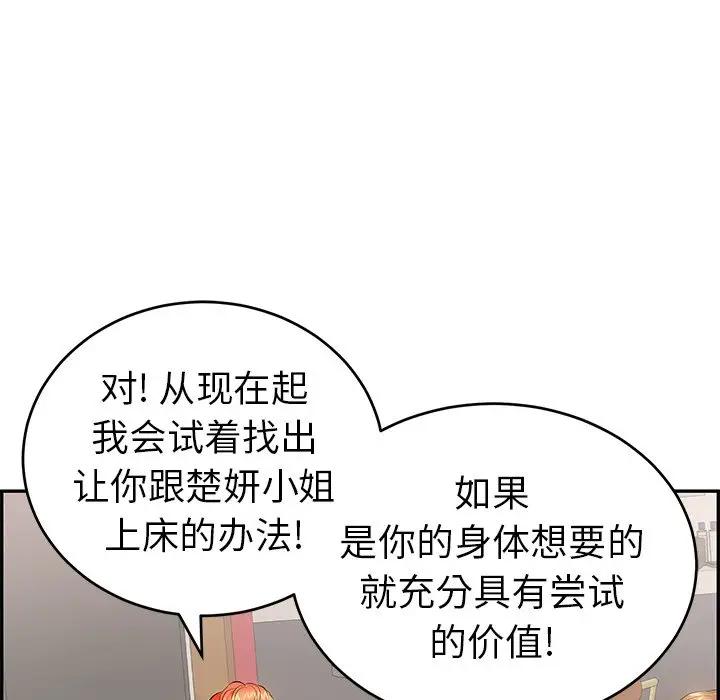 对! 从现在起
我会试着找出
让你跟楚妍小姐
上床的办法!
如果
是你的身体想要的
就充分具有尝试
的价值!